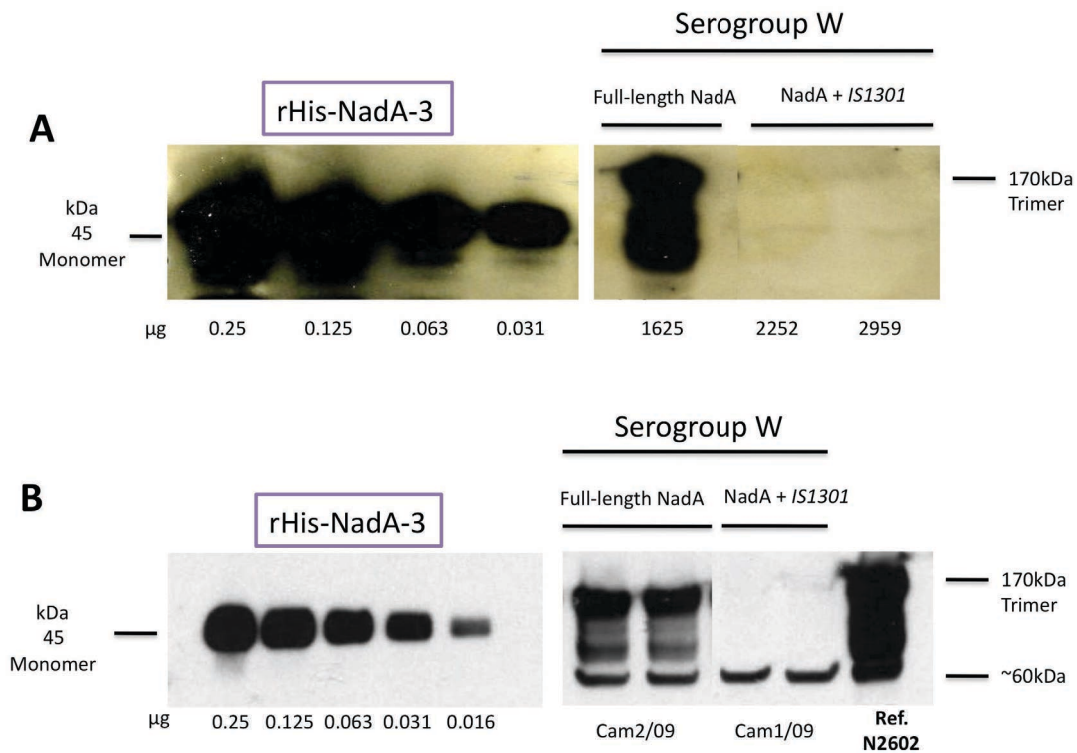 Serogroup W
Full-length NadA NadA + IS1301
rHis-NadA-3
A
kDa
45
Monomer
170kDa
Trimer
µg 0.25 0.125 0.063 0.031 1625 2252 2959
Serogroup W
B
Full-length NadA NadA + IS1301
rHis-NadA-3
kDa
45
Monomer
170kDa
Trimer
~60kDa
µg 0.25 0.125 0.063 0.031 0.016 Cam2/09 Cam1/09 Ref.
N2602